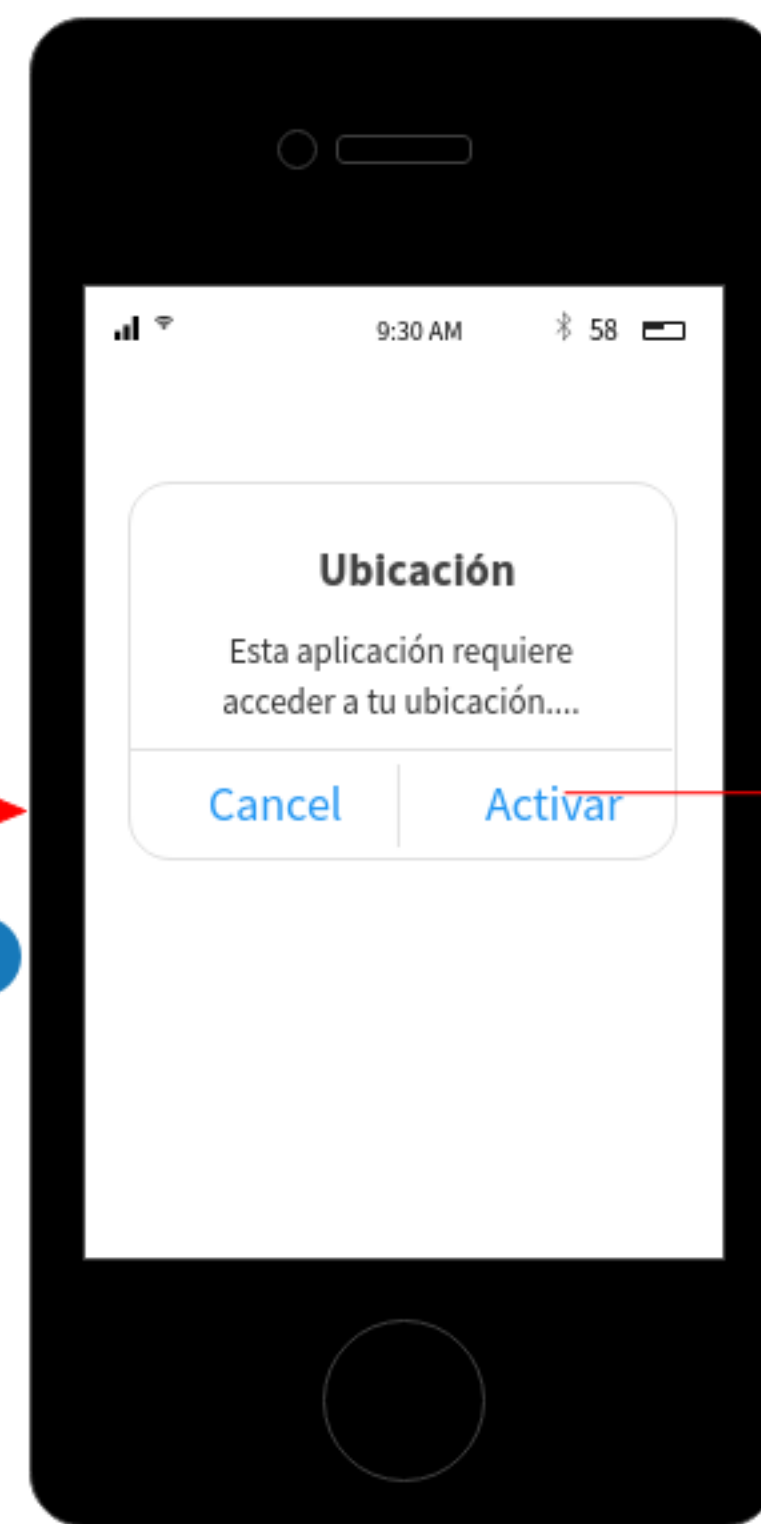 9:30 AM 58
Ubicación
Esta aplicación requiere
acceder a tu ubicación....
Cancel Activar